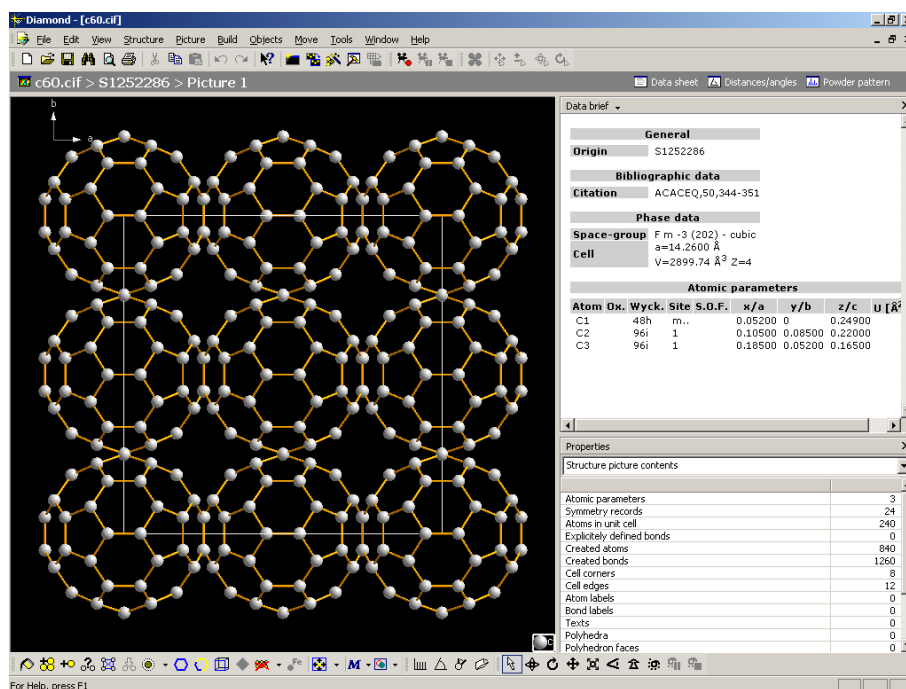 Diamond - [c60.cif]
File Edit View Structure Picture Build Objects Move Tools Window Help
c60.cif > S1252286 > Picture 1
Data sheet Distances/angles Powder pattern
b
a
Data brief
General
Origin S1252286
Bibliographic data
Citation ACACEQ,50,344-351
Phase data
Space-group F m -3 (202) - cubic
Cell a=14.2600 Å
V=2899.74 Å3 Z=4
Atomic parameters
Atom Ox. Wyck. Site S.O.F. x/a y/b z/c U [Å2
C1 48h m.. 0.05200 0 0.24900
C2 96i 1 0.10500 0.08500 0.22000
C3 96i 1 0.18500 0.05200 0.16500
Properties
Structure picture contents
Atomic parameters 3
Symmetry records 24
Atoms in unit cell 240
Explicitely defined bonds 0
Created atoms 840
Created bonds 1260
Cell corners 8
Cell edges 12
Atom labels 0
Bond labels 0
Texts 0
Polyhedra 0
Polyhedron faces 0
C
Fe
M
For Help, press F1